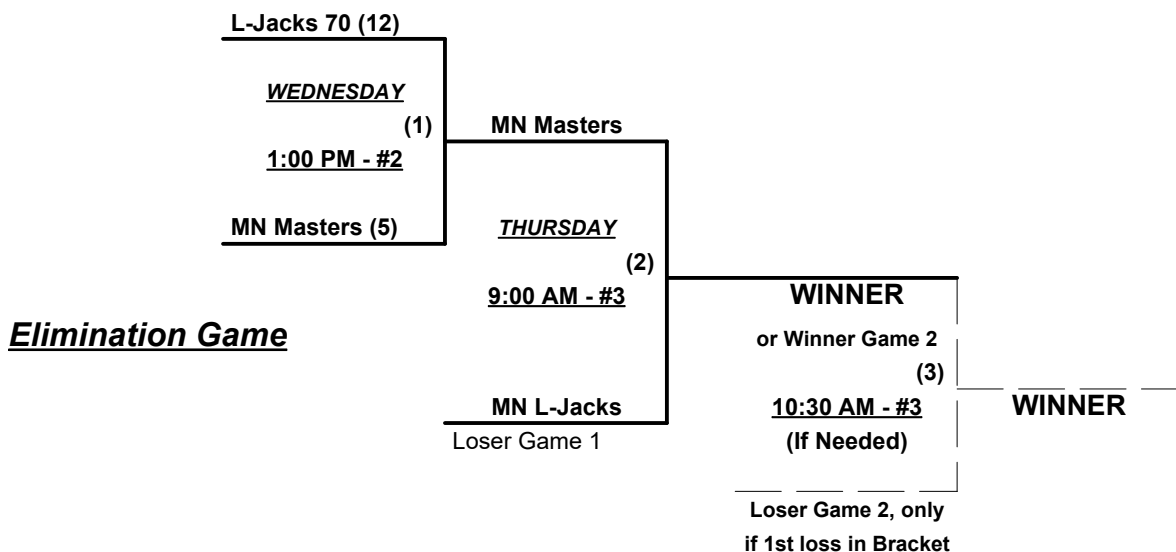 L-Jacks 70 (12)
WEDNESDAY
(1)
1:00 PM - #2
MN Masters (5)
MN Masters
THURSDAY
(2)
9:00 AM - #3
MN L-Jacks
Loser Game 1
Elimination Game
WINNER
or Winner Game 2
(3)
10:30 AM - #3
(If Needed)
Loser Game 2, only
if 1st loss in Bracket
WINNER